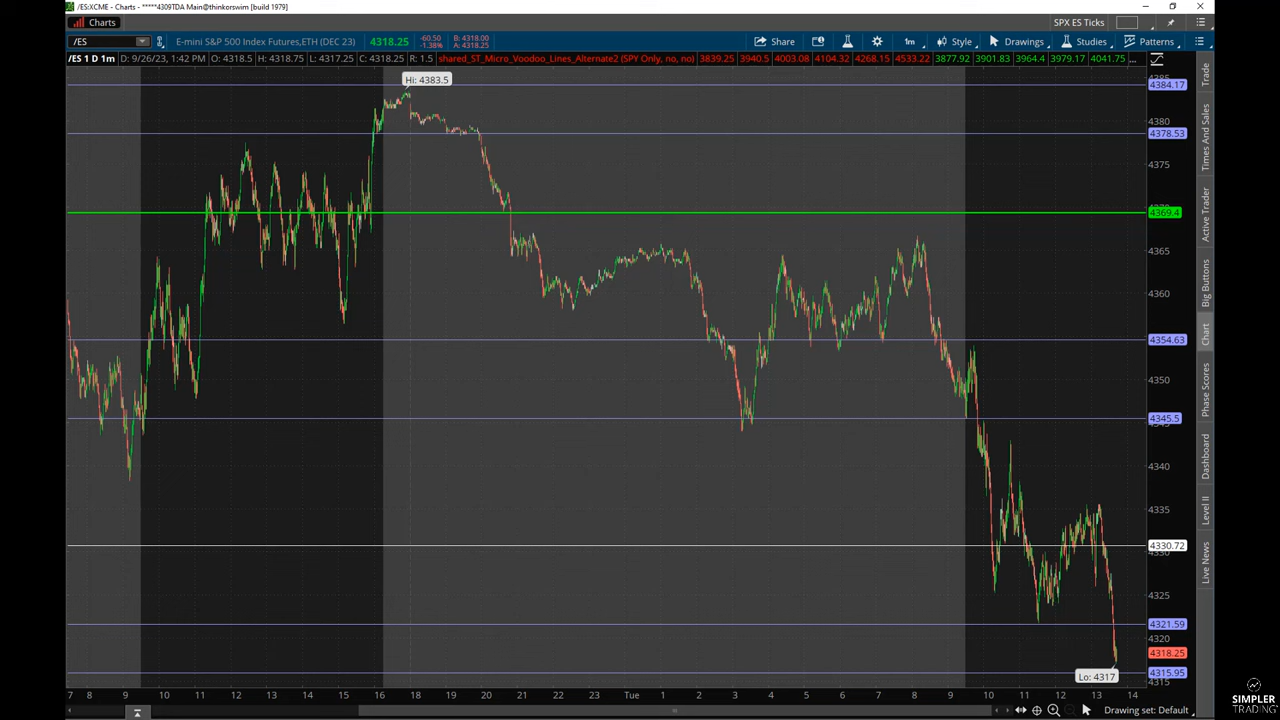 Charts - *****4309TDA Main@thinkorswim [build 1979]
Charts
SPX ES Ticks
/ES
E-mini S&P 500 Index Futures,ETH (DEC 23)
4318.25
-60.50
-1.38%
B: 4318.00
A: 4318.25
Share
1m
Style
Drawings
Studies
Patterns
/ES 1 D 1m
D: 9/26/23, 1:42 PM
O: 4318.5
H: 4318.75
L: 4317.25
C: 4318.25
R: 1.5
shared_ST_Micro_Voodoo_Lines_Alternate2 (SPY Only, no, no)
3839.25
3940.5
4003.08
4104.32
4268.15
4533.22
3877.92
3901.83
3964.4
3979.17
4041.75
...
Hi: 4383.5
4384.17
4380
4378.53
4375
4369.4
4365
4360
4354.63
4350
4345.5
4340
4335
4330.72
4325
4321.59
4320
4318.25
4315.95
Lo: 4317
7 8 9 10 11 12 13 14 15 16 17 18 19 20 21 22 23 Tue 1 2 3 4 5 6 7 8 9 10 11 12 13 14
Trade
Times And Sales
Active Trader
Big Buttons
Chart
Phase Scores
Dashboard
Level II
Live News
Drawing set: Default
SIMPLER
TRADING